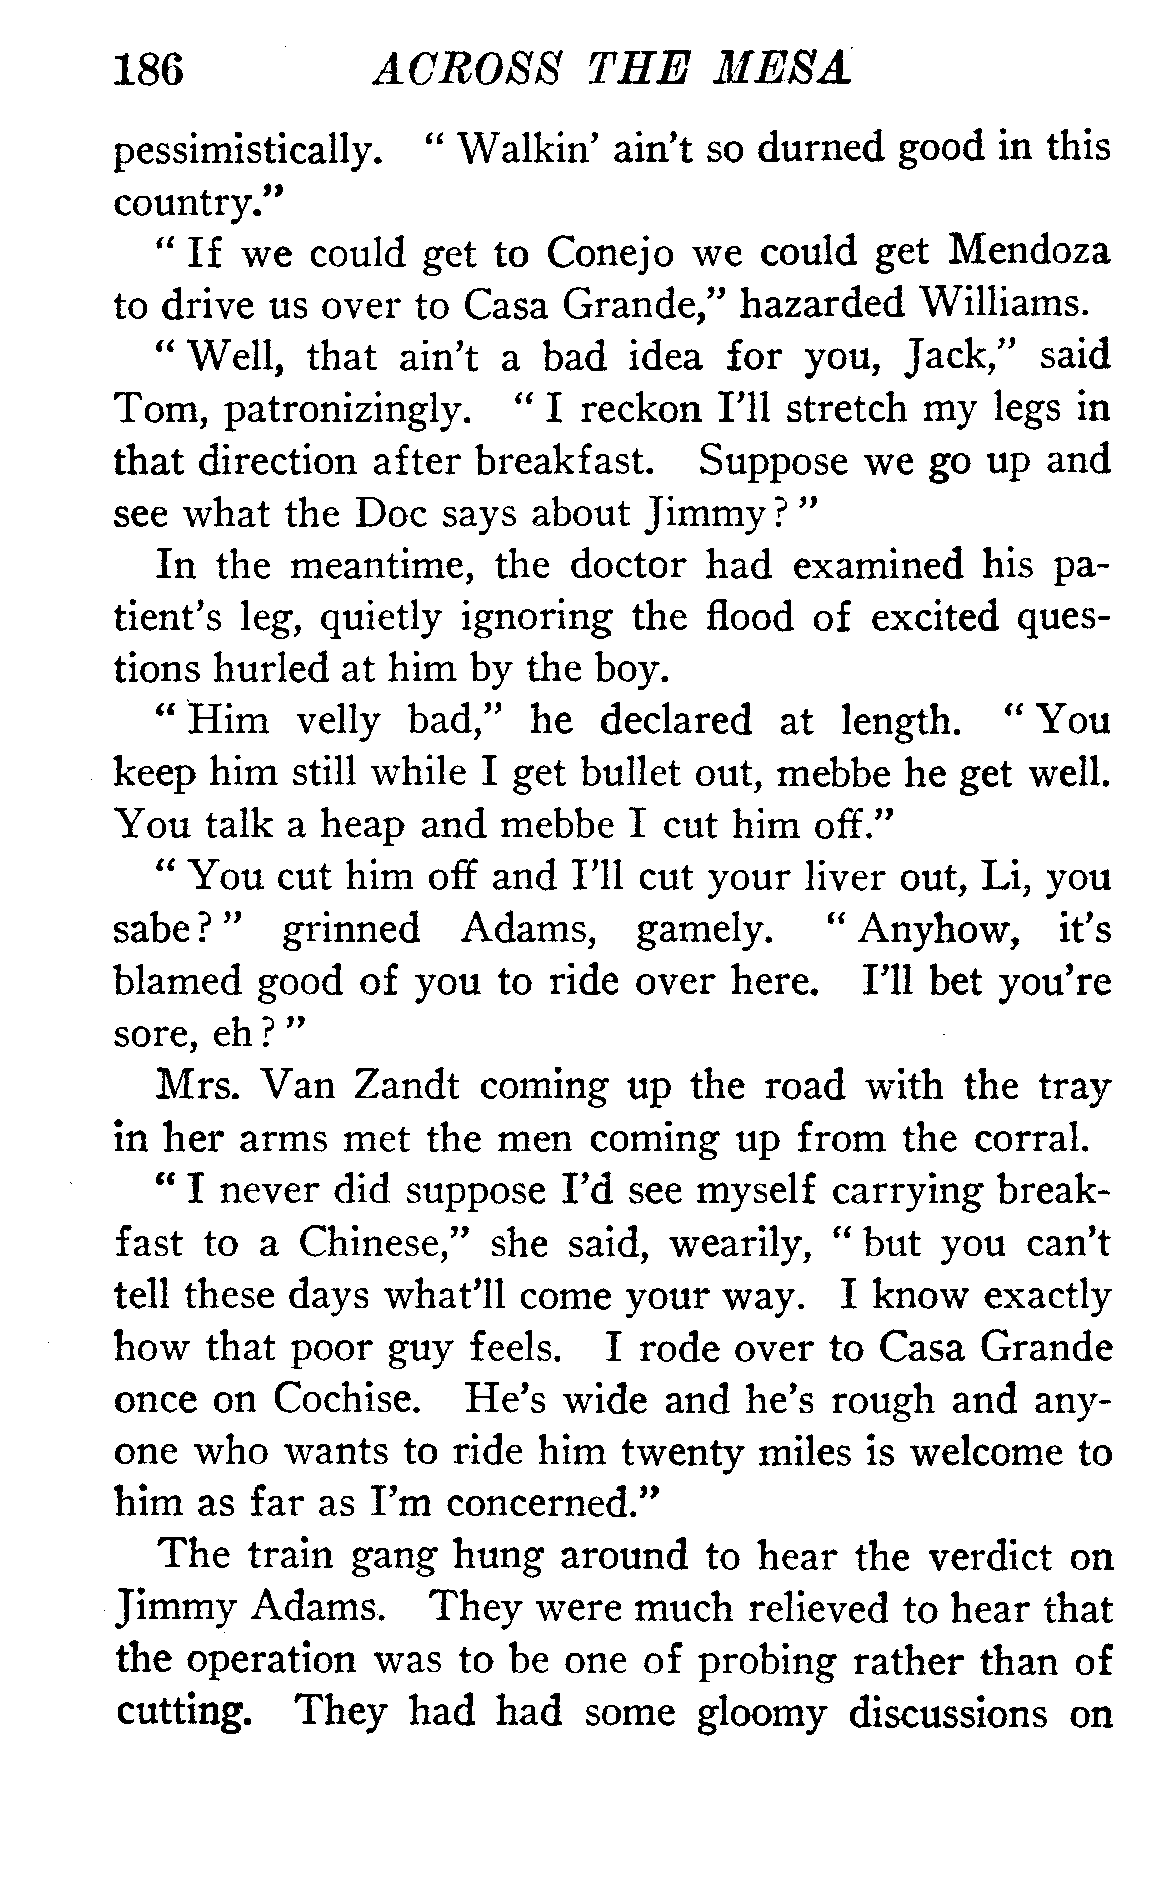 186 ACROSS THE MESA
pessimistically. " Walkin' ain't so durned good in this
country."
" If we could get to Conejo we could get Mendoza
to drive us over to Casa Grande," hazarded Williams.
" Well, that ain't a bad idea for you, Jack," said
Tom, patronizingly. " I reckon I'll stretch my legs in
that direction after breakfast. Suppose we go up and
see what the Doc says about Jimmy? "
In the meantime, the doctor had examined his pa-
tient's leg, quietly ignoring the flood of excited ques-
tions hurled at him by the boy.
" Him velly bad," he declared at length. " You
keep him still while I get bullet out, mebbe he get well.
You talk a heap and mebbe I cut him off."
" You cut him off and I'll cut your liver out, Li, you
sabe? " grinned Adams, gamely. " Anyhow, it's
blamed good of you to ride over here. I'll bet you're
sore, eh? "
Mrs. Van Zandt coming up the road with the tray
in her arms met the men coming up from the corral.
" I never did suppose I'd see myself carrying break-
fast to a Chinese," she said, wearily, " but you can't
tell these days what'll come your way. I know exactly
how that poor guy feels. I rode over to Casa Grande
once on Cochise. He's wide and he's rough and any-
one who wants to ride him twenty miles is welcome to
him as far as I'm concerned."
The train gang hung around to hear the verdict on
Jimmy Adams. They were much relieved to hear that
the operation was to be one of probing rather than of
cutting. They had had some gloomy discussions on